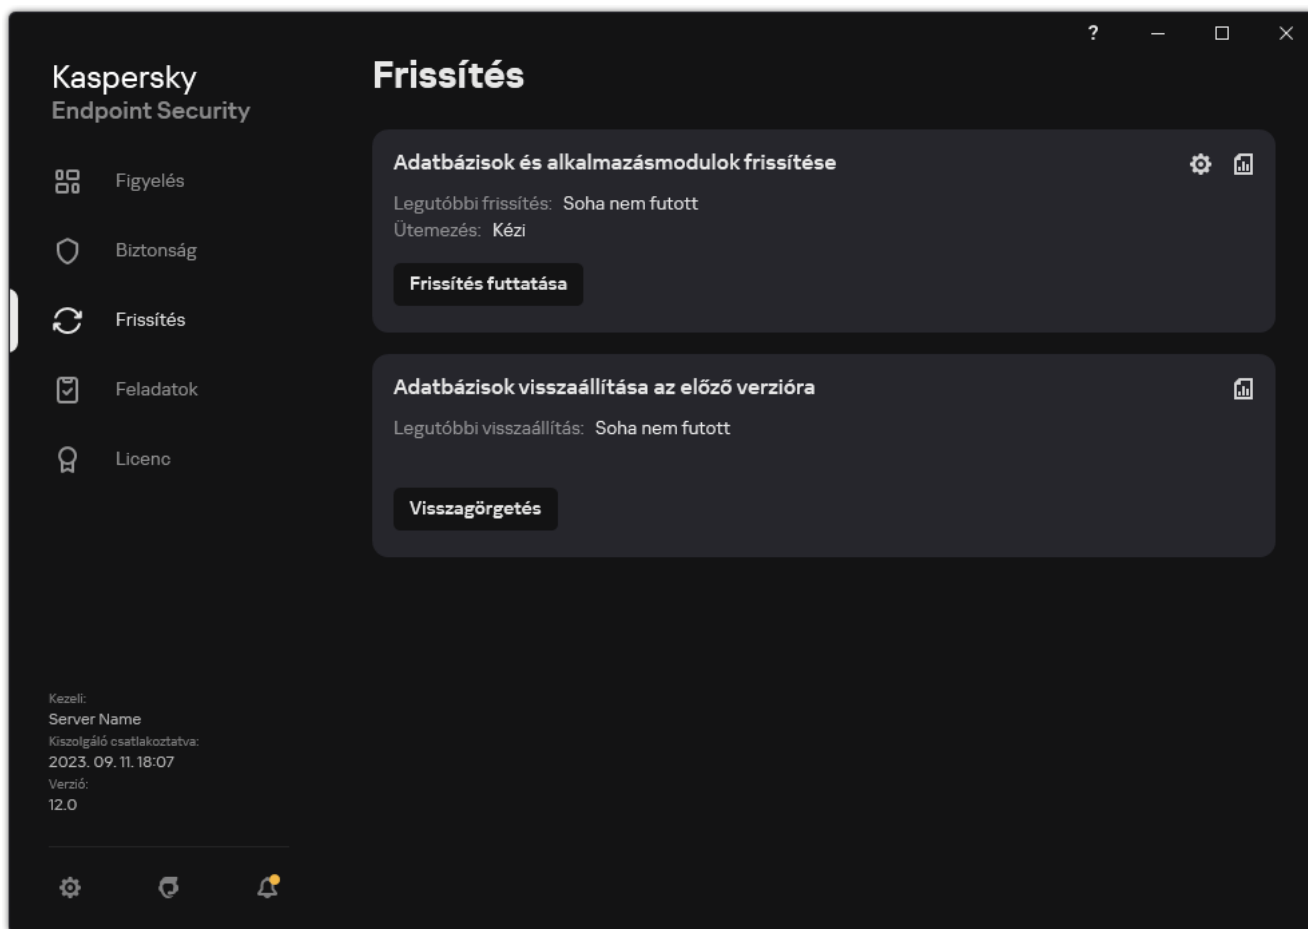 ?
Kaspersky
Endpoint Security
Figyelés
Biztonság
Frissítés
Feladatok
Licenc
Kezeli:
Server Name
Kiszolgáló csatlakoztatva:
2023. 09. 11. 18:07
Verzió:
12.0
Frissítés
Adatbázisok és alkalmazásmodulok frissítése
Legutóbbi frissítés: Soha nem futott
Ütemezés: Kézi
Frissítés futtatása
Adatbázisok visszaállítása az előző verzióra
Legutóbbi visszaállítás: Soha nem futott
Visszagörgetés